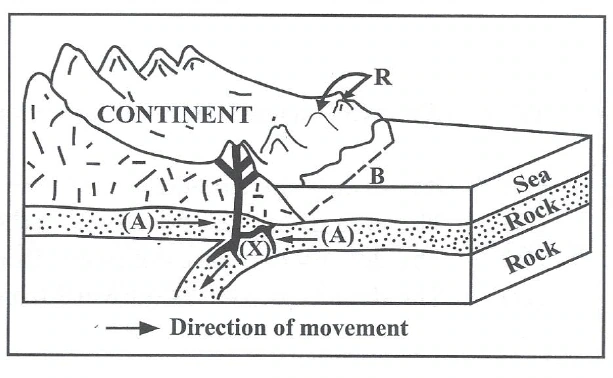 R
CONTINENT
B
Sea
Rock
(A)
(A)
(X)
Rock
Direction of movement